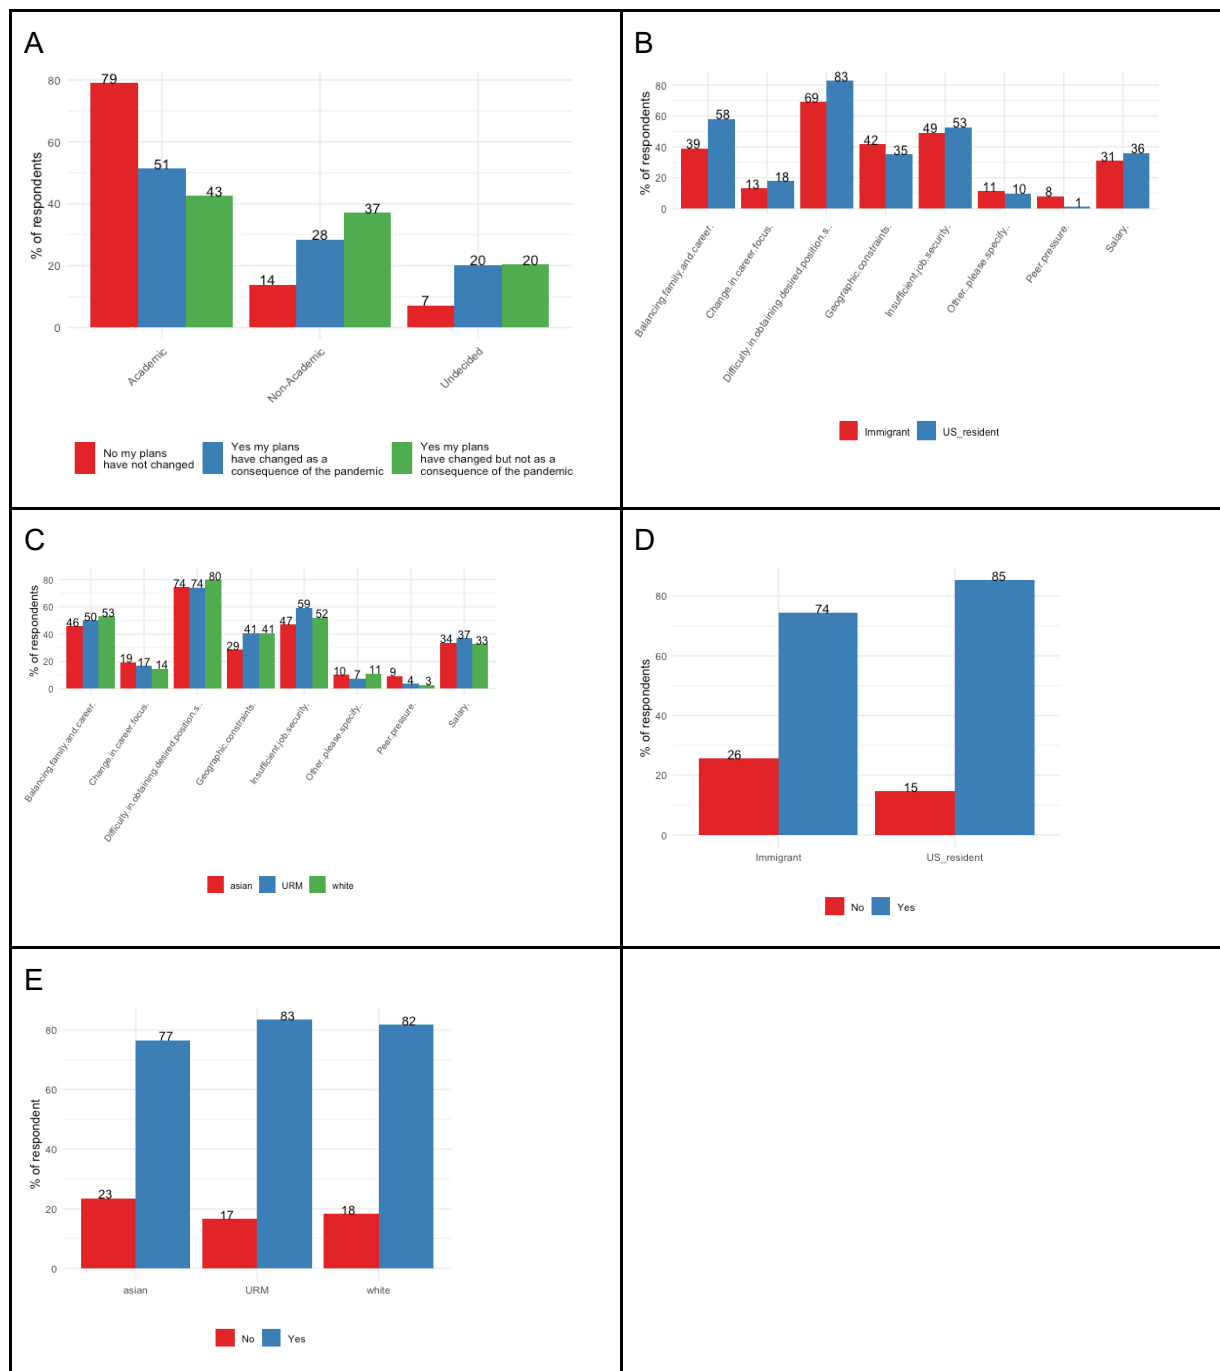 A
% of respondents
80
60
40
20
0
79
51
43
14
28
37
7
20
20
Academic
Non-Academic
Undecided
No my plans
have not changed
Yes my plans
have changed as a
consequence of the pandemic
Yes my plans
have changed but not as a
consequence of the pandemic
B
% of respondents
80
60
40
20
0
39
58
13
18
69
83
42
35
49
53
11
10
8
1
31
36
Balancing.family.and.career.
Change.in.career.focus.
Difficulty.in.obtaining.desired.position.s..
Geographic.constraints.
Insufficient.job.security.
Other..please.specify..
Peer.pressure.
Salary.
Immigrant
US_resident
C
% of respondents
80
60
40
20
0
46
50
53
19
17
14
74
74
80
29
41
41
47
59
52
10
7
11
9
4
3
34
37
33
Balancing.family.and.career.
Change.in.career.focus.
Difficulty.in.obtaining.desired.position.s..
Geographic.constraints.
Insufficient.job.security.
Other..please.specify..
Peer.pressure.
Salary.
asian
URM
white
D
% of respondents
80
60
40
20
0
26
74
15
85
Immigrant
US_resident
No
Yes
E
% of respondent
80
60
40
20
0
23
77
17
83
18
82
asian
URM
white
No
Yes